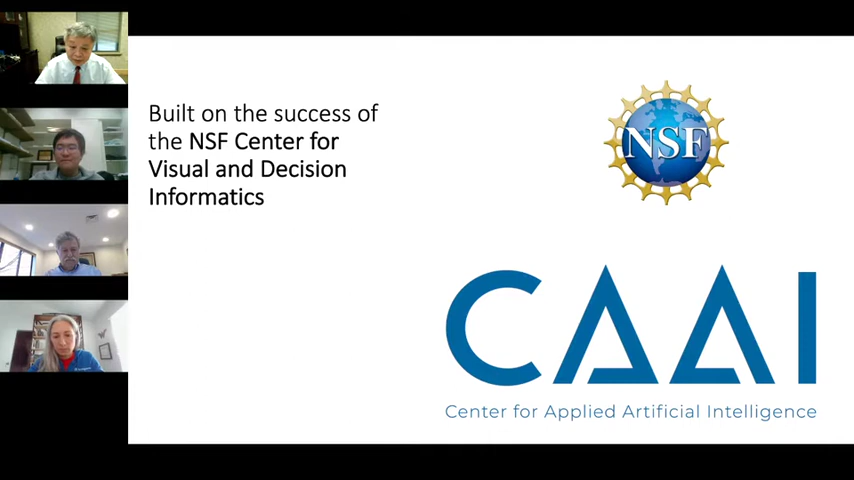 Built on the success of
the NSF Center for
Visual and Decision
Informatics
NSF
CAAI
Center for Applied Artificial Intelligence